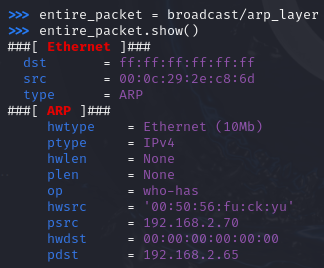 >>> entire_packet = broadcast/arp_layer
>>> entire_packet.show()
###[ Ethernet ]###
dst = ff:ff:ff:ff:ff:ff
src = 00:0c:29:2e:c8:6d
type = ARP
###[ ARP ]###
hwtype = Ethernet (10Mb)
ptype = IPv4
hwlen = None
plen = None
op = who-has
hwsrc = '00:50:56:fu:ck:yu'
psrc = 192.168.2.70
hwdst = 00:00:00:00:00:00
pdst = 192.168.2.65